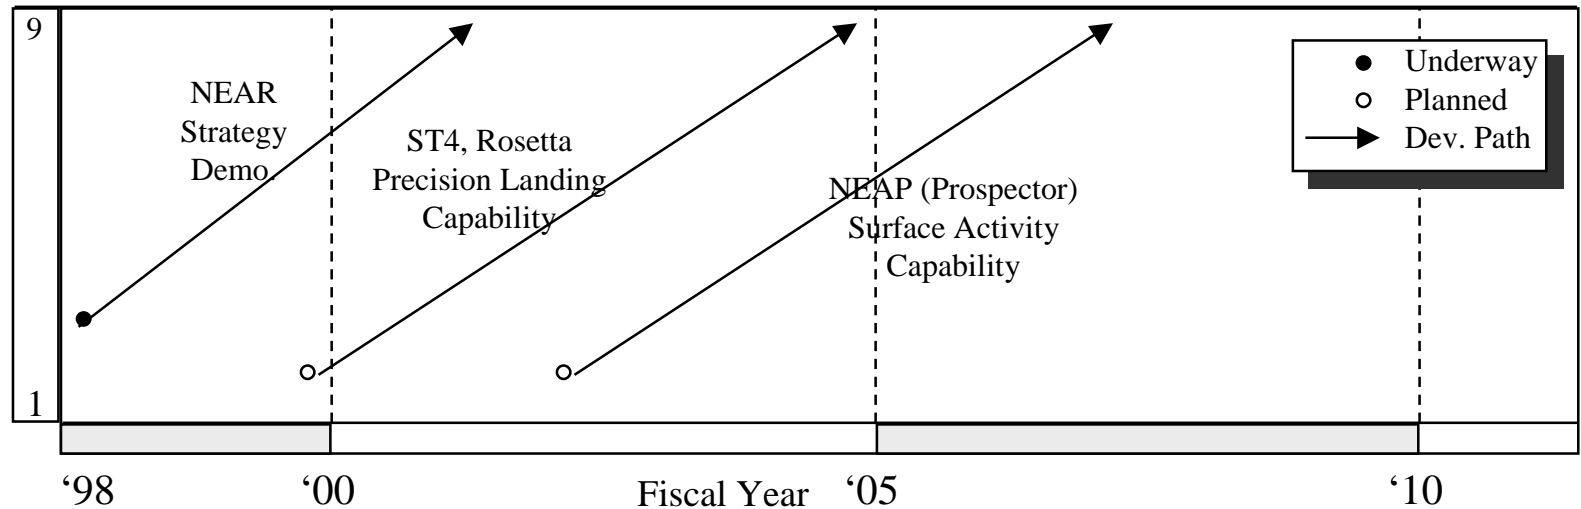 9
NEAR
Strategy
Demo.
ST4, Rosetta
Precision Landing
Capability
NEAP (Prospector)
Surface Activity
Capability
Underway
Planned
Dev. Path
1
‘98
‘00
Fiscal Year
‘05
‘10